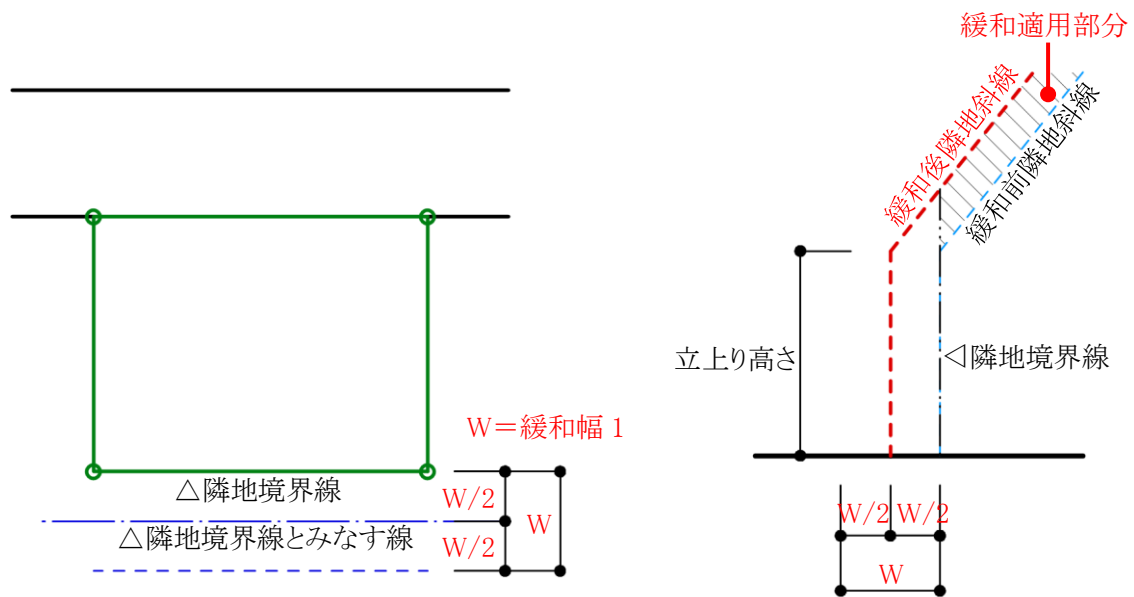 緩和適用部分
緩和後隣地斜線
緩和前隣地斜線
立上り高さ
◁隣地境界線
W/2
W/2
W
W=緩和幅1
△隣地境界線
△隣地境界線とみなす線
W/2
W
W/2